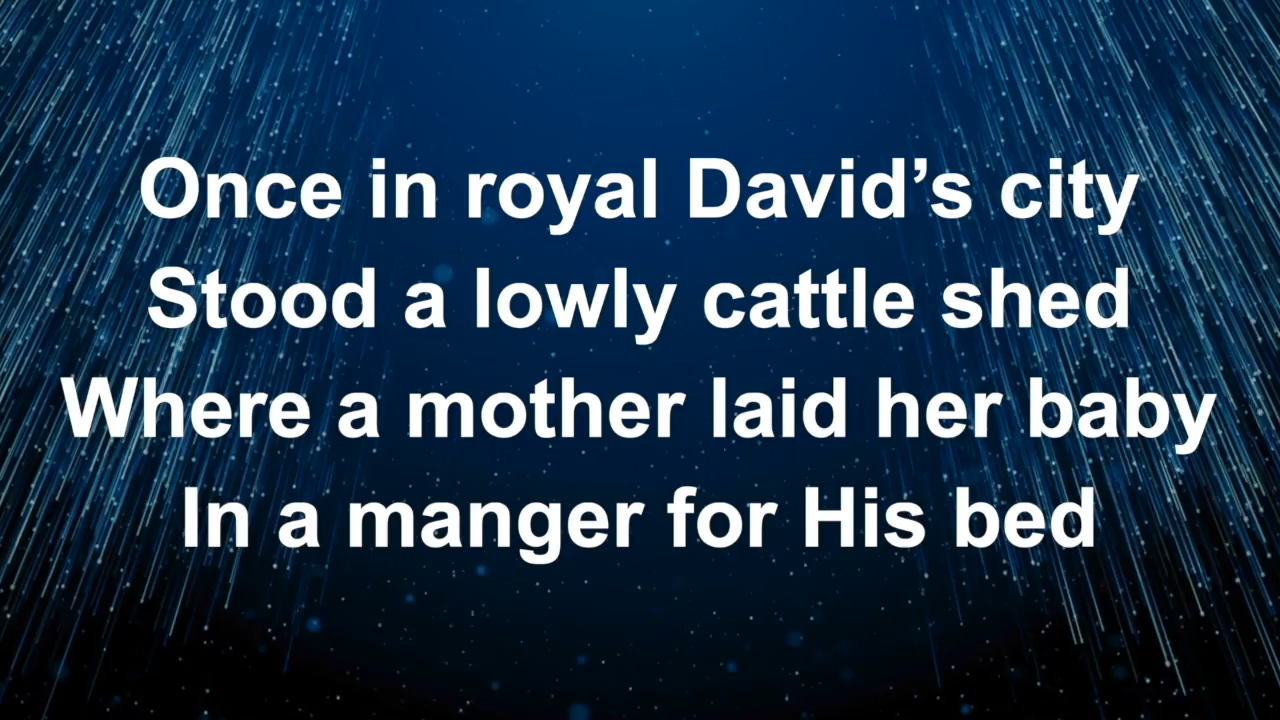 Once in royal David’s city
Stood a lowly cattle shed
Where a mother laid her baby
In a manger for His bed